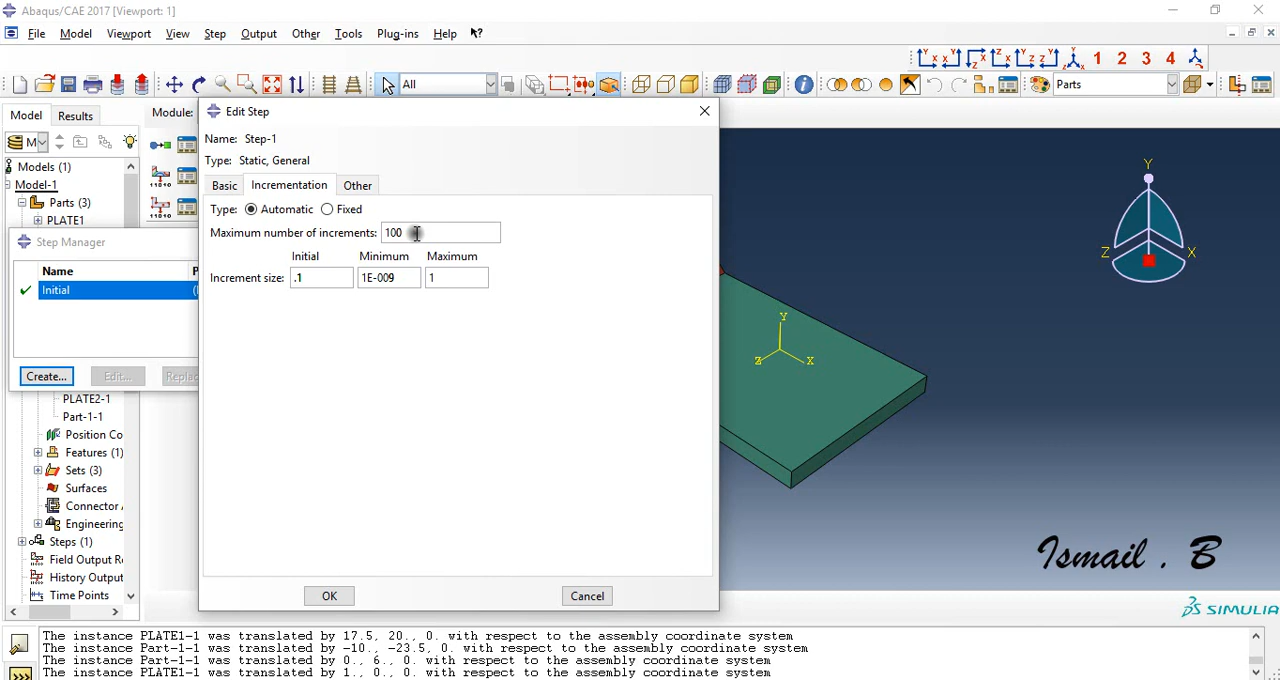 Abaqus/CAE 2017 [Viewport: 1]
File Model Viewport View Step Output Other Tools Plug-ins Help
Y X Y X Z Z Y Z
1 2 3 4
All
Parts
Model Results
Module:
Models (1)
Model-1
Parts (3)
PLATE1
Step Manager
Name
Initial
Create... Edit...
PLATE2-1
Part-1-1
Position Co
Features (1)
Sets (3)
Surfaces
Connector
Engineering
Steps (1)
Field Output Re
History Output
Time Points
Edit Step
Name: Step-1
Type: Static, General
Basic Incrementation Other
Type: Automatic Fixed
Maximum number of increments: 100
Initial Minimum Maximum
Increment size: .1 1E-009 1
OK Cancel
Y
Z X
Y
Z X
Ismail . B
SIMULIA
The instance PLATE1-1 was translated by 17.5, 20., 0. with respect to the assembly coordinate system
The instance Part-1-1 was translated by -10., -23.5, 0. with respect to the assembly coordinate system
The instance Part-1-1 was translated by 0., 6., 0. with respect to the assembly coordinate system
The instance PLATE1-1 was translated by 1., 0., 0. with respect to the assembly coordinate system